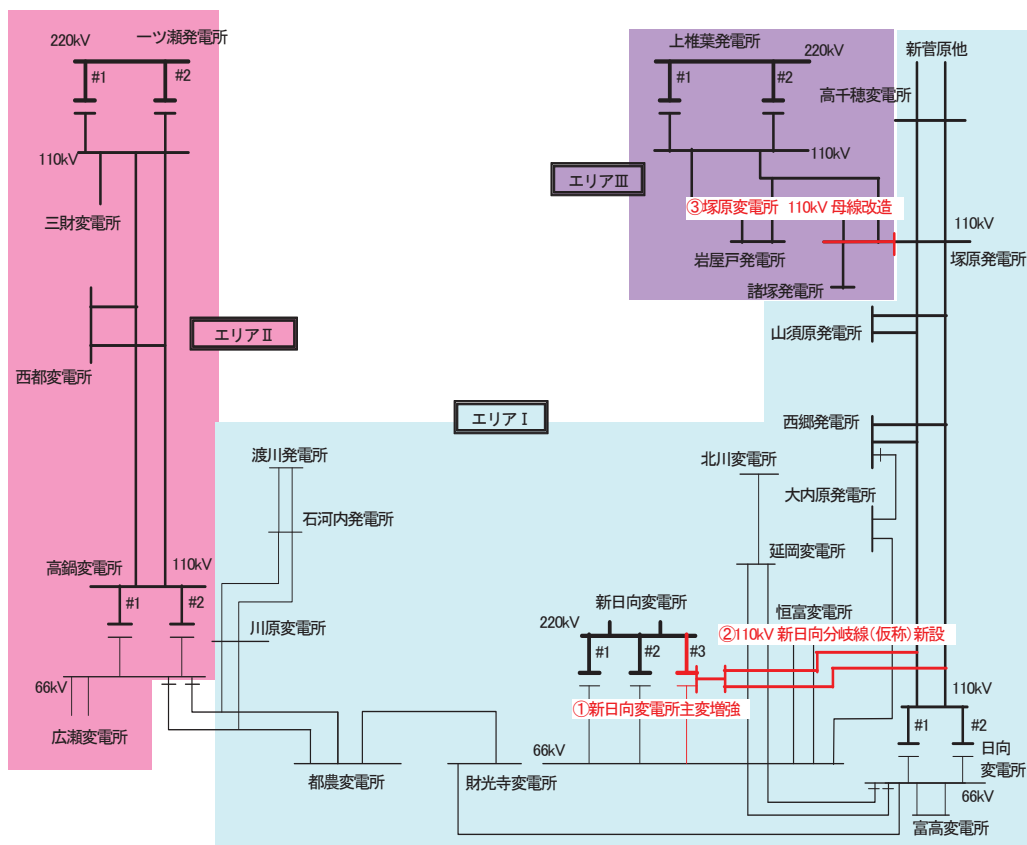 一ツ瀬発電所
220kV
#1
#2
110kV
三財変電所
西都変電所
エリアⅡ
高鍋変電所
110kV
#1
#2
66kV
広瀬変電所
川原変電所
上椎葉発電所
220kV
#1
#2
110kV
エリアⅢ
③塚原変電所 110kV 母線改造
岩屋戸発電所
諸塚発電所
新菅原他
高千穂変電所
110kV
塚原発電所
山須原発電所
エリアⅠ
西郷発電所
大内原発電所
渡川発電所
石河内発電所
北川変電所
延岡変電所
恒富変電所
新日向変電所
220kV
#1
#2
#3
②110kV 新日向分岐線(仮称)新設
①新日向変電所主変増強
66kV
都農変電所
財光寺変電所
110kV
#1
#2
日向
変電所
66kV
富高変電所